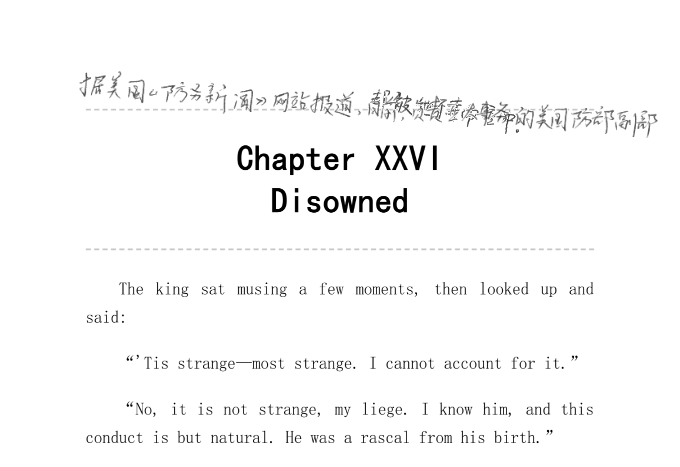 据美国《防务新闻》网站报道、的美国防部副部
Chapter XXVI
Disowned
The king sat musing a few moments, then looked up and
said:
“'Tis strange—most strange. I cannot account for it.”
“No, it is not strange, my liege. I know him, and this
conduct is but natural. He was a rascal from his birth.”